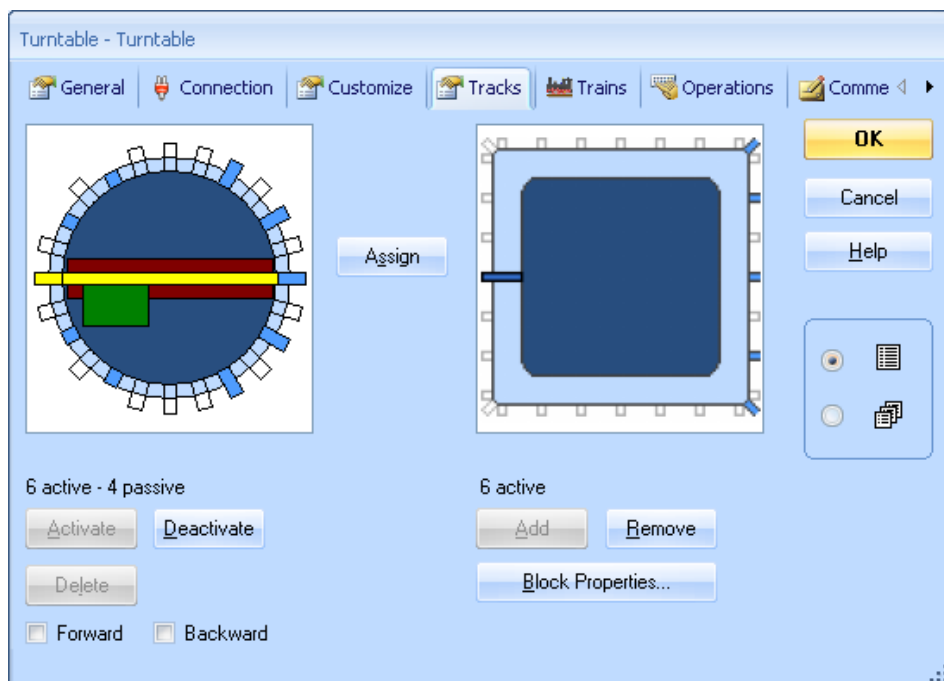 Turntable - Turntable
General Connection Customize Tracks Trains Operations Comme
OK
Cancel
Assign
Help
6 active - 4 passive
6 active
Activate Deactivate
Add Remove
Delete
Block Properties...
Forward Backward